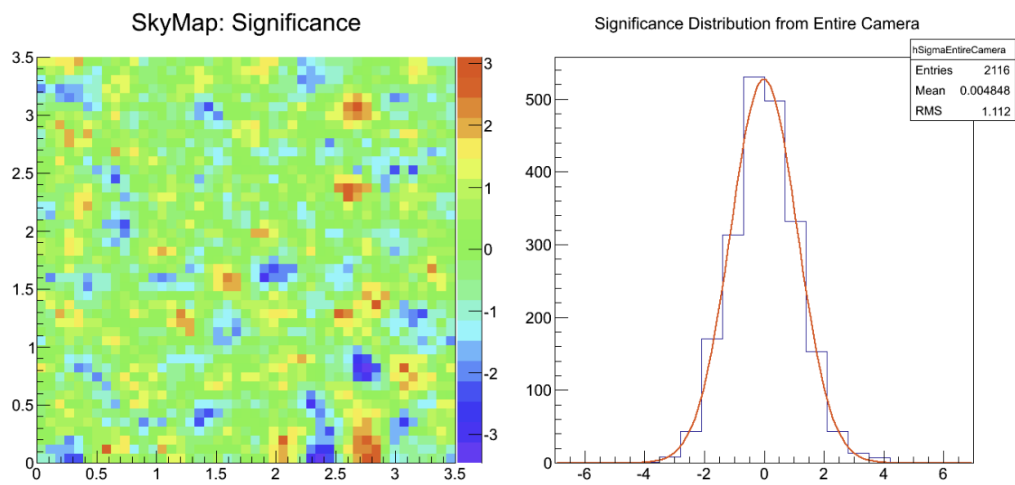 SkyMap: Significance
3.5
3
2.5
2
1.5
1
0.5
0
0 0.5 1 1.5 2 2.5 3 3.5
3
2
1
0
-1
-2
-3
Significance Distribution from Entire Camera
hSigmaEntireCamera
Entries 2116
Mean 0.004848
RMS 1.112
500
400
300
200
100
0
-6 -4 -2 0 2 4 6